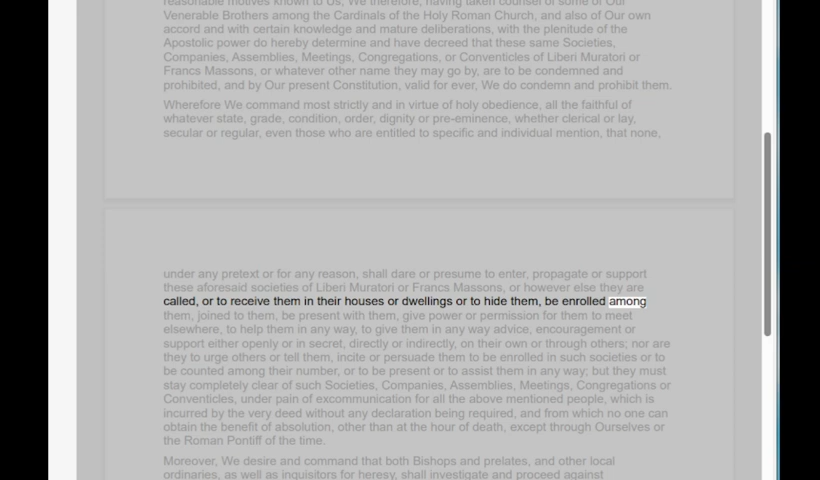 reasonable motives known to Us; We therefore, having taken counsel of some of Our
Venerable Brothers among the Cardinals of the Holy Roman Church, and also of Our own
accord and with certain knowledge and mature deliberations, with the plenitude of the
Apostolic power do hereby determine and have decreed that these same Societies,
Companies, Assemblies, Meetings, Congregations, or Conventicles of Liberi Muratori or
Francs Massons, or whatever other name they may go by, are to be condemned and
prohibited, and by Our present Constitution, valid for ever, We do condemn and prohibit them.
Wherefore We command most strictly and in virtue of holy obedience, all the faithful of
whatever state, grade, condition, order, dignity or pre-eminence, whether clerical or lay,
secular or regular, even those who are entitled to specific and individual mention, that none,
under any pretext or for any reason, shall dare or presume to enter, propagate or support
these aforesaid societies of Liberi Muratori or Francs Massons, or however else they are
called, or to receive them in their houses or dwellings or to hide them, be enrolled among
them, joined to them, be present with them, give power or permission for them to meet
elsewhere, to help them in any way, to give them in any way advice, encouragement or
support either openly or in secret, directly or indirectly, on their own or through others; nor are
they to urge others or tell them, incite or persuade them to be enrolled in such societies or to
be counted among their number, or to be present or to assist them in any way; but they must
stay completely clear of such Societies, Companies, Assemblies, Meetings, Congregations or
Conventicles, under pain of excommunication for all the above mentioned people, which is
incurred by the very deed without any declaration being required, and from which no one can
obtain the benefit of absolution, other than at the hour of death, except through Ourselves or
the Roman Pontiff of the time.
Moreover, We desire and command that both Bishops and prelates, and other local
ordinaries, as well as inquisitors for heresy, shall investigate and proceed against